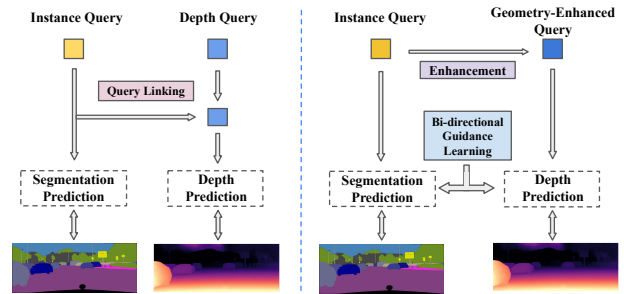 Instance Query
Depth Query
Query Linking
Segmentation
Prediction
Depth
Prediction
Instance Query
Geometry-Enhanced
Query
Enhancement
Bi-directional
Guidance
Learning
Segmentation
Prediction
Depth
Prediction